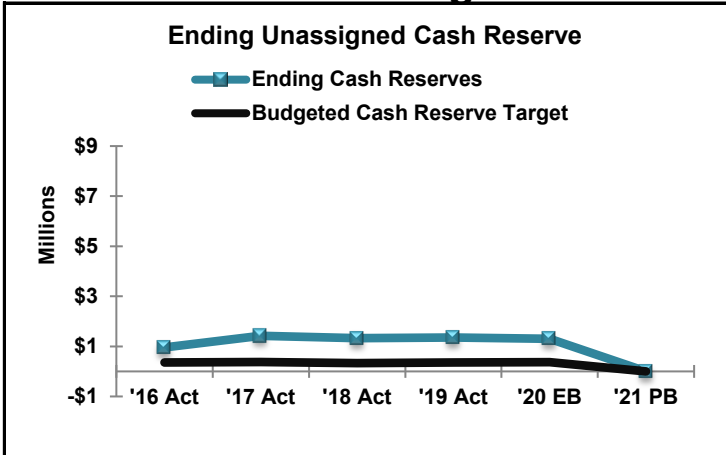 Ending Unassigned Cash Reserve
Ending Cash Reserves
Budgeted Cash Reserve Target
Millions
$9
$7
$5
$3
$1
-$1
'16 Act '17 Act '18 Act '19 Act '20 EB '21 PB